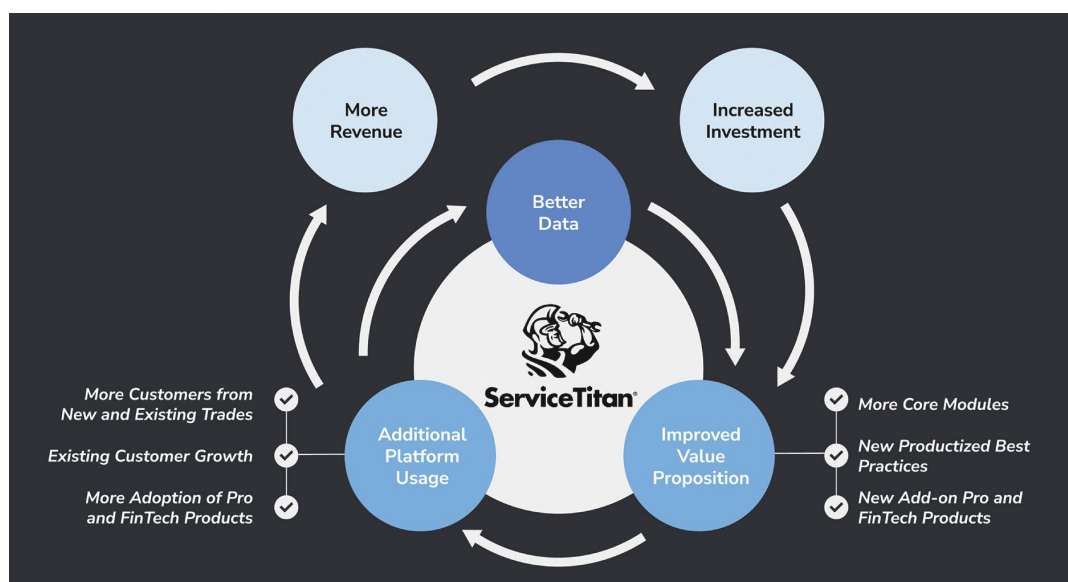 More
Revenue
Increased
Investment
Better
Data
ServiceTitan®
More Customers from
New and Existing Trades
Existing Customer Growth
More Adoption of Pro
and FinTech Products
Additional
Platform
Usage
Improved
Value
Proposition
More Core Modules
New Productized Best
Practices
New Add-on Pro and
FinTech Products